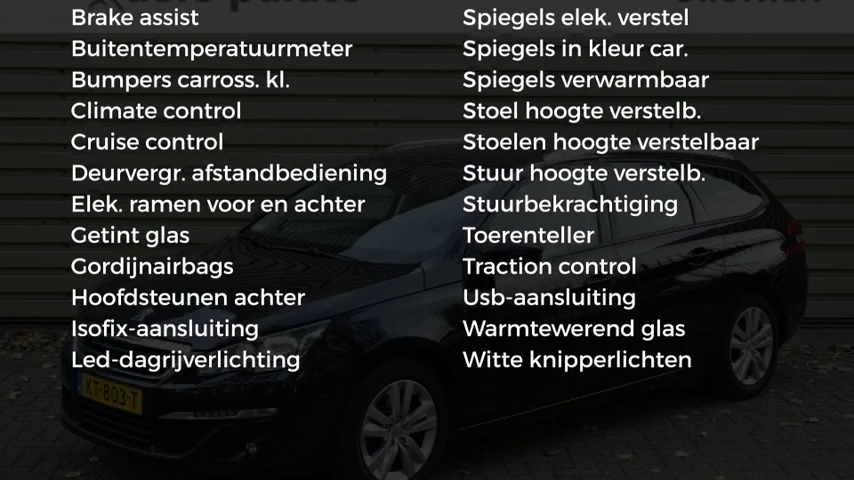 Brake assist
Buitentemperatuurmeter
Bumpers carross. kl.
Climate control
Cruise control
Deurvergr. afstandbediening
Elek. ramen voor en achter
Getint glas
Gordijnairbags
Hoofdsteunen achter
Isofix-aansluiting
Led-dagrijverlichting
Spiegels elek. verstel
Spiegels in kleur car.
Spiegels verwarmbaar
Stoel hoogte verstelb.
Stoelen hoogte verstelbaar
Stuur hoogte verstelb.
Stuurbekrachtiging
Toerenteller
Traction control
Usb-aansluiting
Warmtewerend glas
Witte knipperlichten
KT-803-T